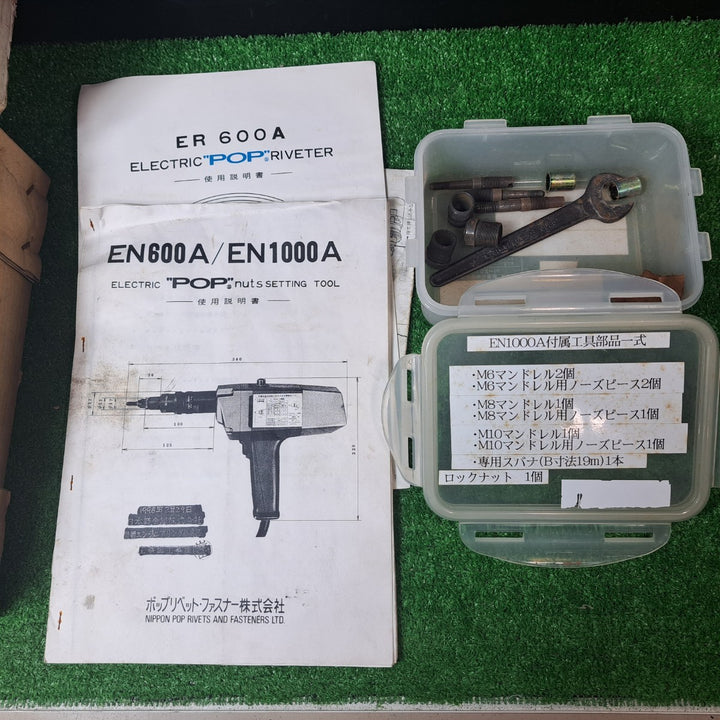 ER 600A
ELECTRIC "POP" RIVETER
使用説明書
EN600A/EN1000A
ELECTRIC "POP" nuts SETTING TOOL
使用説明書
340
100
125
ポップリベット・ファスナー株式会社
NIPPON POP RIVETS AND FASTENERS LTD.
EN1000A付属工具部品一式
・M6マンドレル2個
・M6マンドレル用ノーズピース2個
・M8マンドレル1個
・M8マンドレル用ノーズピース1個
・M10マンドレル1個
・M10マンドレル用ノーズピース1個
・専用スパナ(B寸法19m)1本
ロックナット 1個